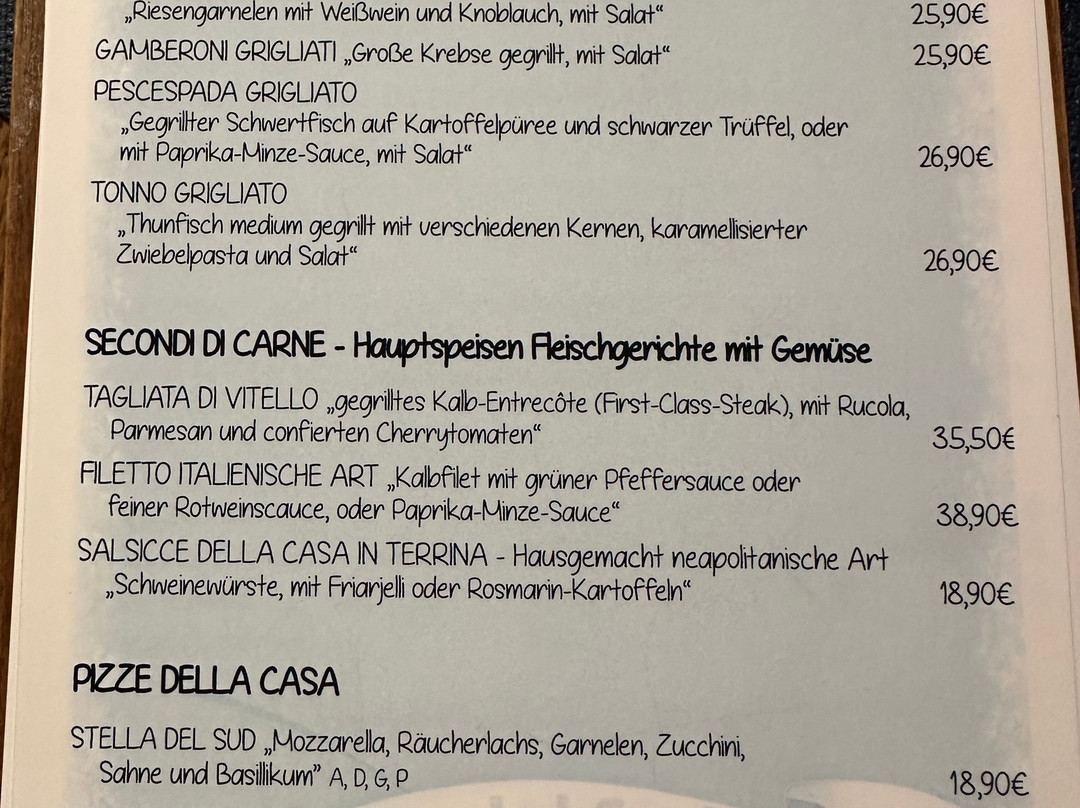 „Riesengarnelen mit Weißwein und Knoblauch, mit Salat“ 25,90€
GAMBERONI GRIGLIATI „Große Krebse gegrillt, mit Salat“ 25,90€
PESCESPADA GRIGLIATO
„Gegrillter Schwertfisch auf Kartoffelpüree und schwarzer Trüffel, oder
mit Paprika-Minze-Sauce, mit Salat“ 26,90€
TONNO GRIGLIATO
„Thunfisch medium gegrillt mit verschiedenen Kernen, karamellisierter
Zwiebelpasta und Salat“ 26,90€
SECONDI DI CARNE - Hauptspeisen Fleischgerichte mit Gemüse
TAGLIATA DI VITELLO „gegrilltes Kalb-Entrecôte (First-Class-Steak), mit Rucola,
Parmesan und confierten Cherrytomaten“ 35,50€
FILETTO ITALIENISCHE ART „Kalbfilet mit grüner Pfeffersauce oder
feiner Rotweinscauce, oder Paprika-Minze-Sauce“ 38,90€
SALSICCE DELLA CASA IN TERRINA - Hausgemacht neapolitanische Art
„Schweinewürste, mit Friarjelli oder Rosmarin-Kartoffeln“ 18,90€
PIZZE DELLA CASA
STELLA DEL SUD „Mozzarella, Räucherlachs, Garnelen, Zucchini,
Sahne und Basillikum” A, D, G, P 18,90€